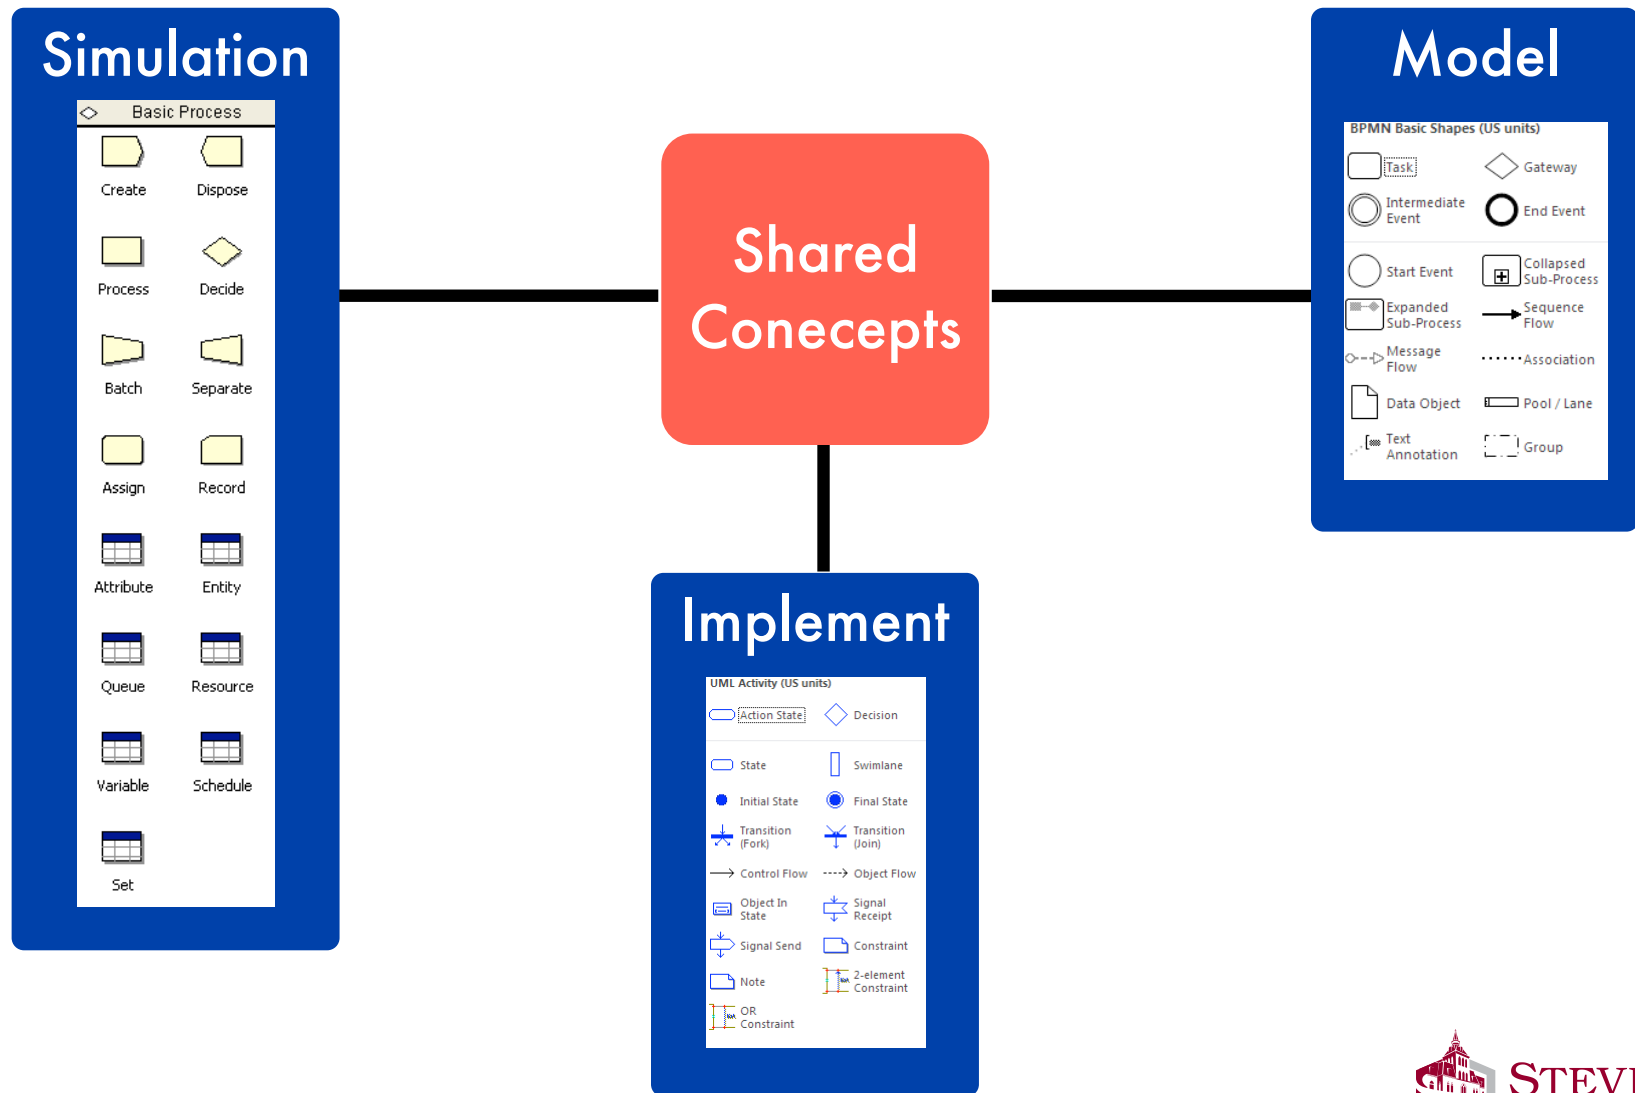 Simulation
Basic Process
Create
Dispose
Process
Decide
Batch
Separate
Assign
Record
Attribute
Entity
Queue
Resource
Variable
Schedule
Set
Shared
Conecepts
Model
BPMN Basic Shapes (US units)
Task
Gateway
Intermediate
Event
End Event
Start Event
Collapsed
Sub-Process
Expanded
Sub-Process
Sequence
Flow
Message
Flow
Association
Data Object
Pool / Lane
Text
Annotation
Group
Implement
UML Activity (US units)
Action State
Decision
State
Swimlane
Initial State
Final State
Transition
(Fork)
Transition
(Join)
Control Flow
Object Flow
Object In
State
Signal
Receipt
Signal Send
Constraint
Note
2-element
Constraint
OR
Constraint
STEV